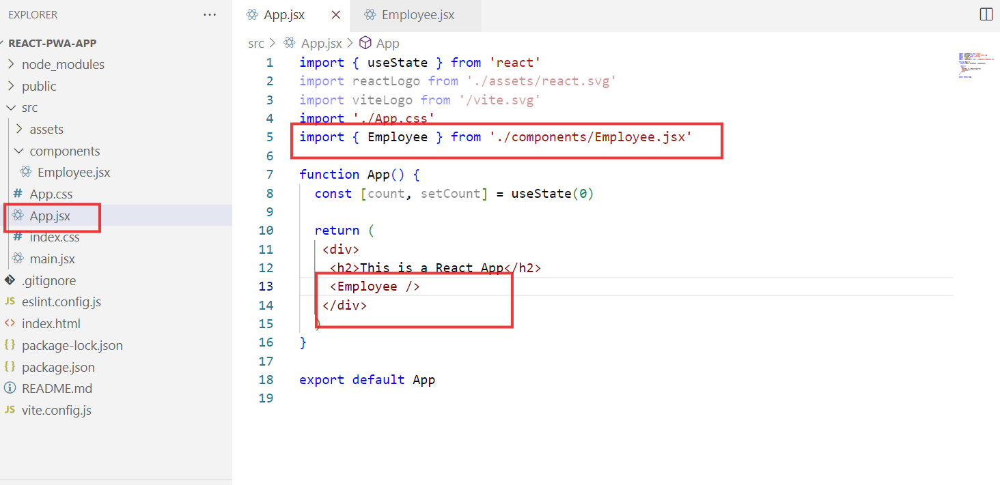 EXPLORER
···
REACT-PWA-APP
node_modules
public
src
assets
components
Employee.jsx
# App.css
App.jsx
# index.css
main.jsx
.gitignore
JS eslint.config.js
<> index.html
{} package-lock.json
{} package.json
README.md
JS vite.config.js
App.jsx × Employee.jsx
src > App.jsx > App
1 import { useState } from 'react'
2 import reactLogo from './assets/react.svg'
3 import viteLogo from '/vite.svg'
4 import './App.css'
5 import { Employee } from './components/Employee.jsx'
6
7 function App() {
8 const [count, setCount] = useState(0)
9
10 return (
11 <div>
12 <h2>This is a React App</h2>
13 <Employee />
14 </div>
15 )
16 }
17
18 export default App
19